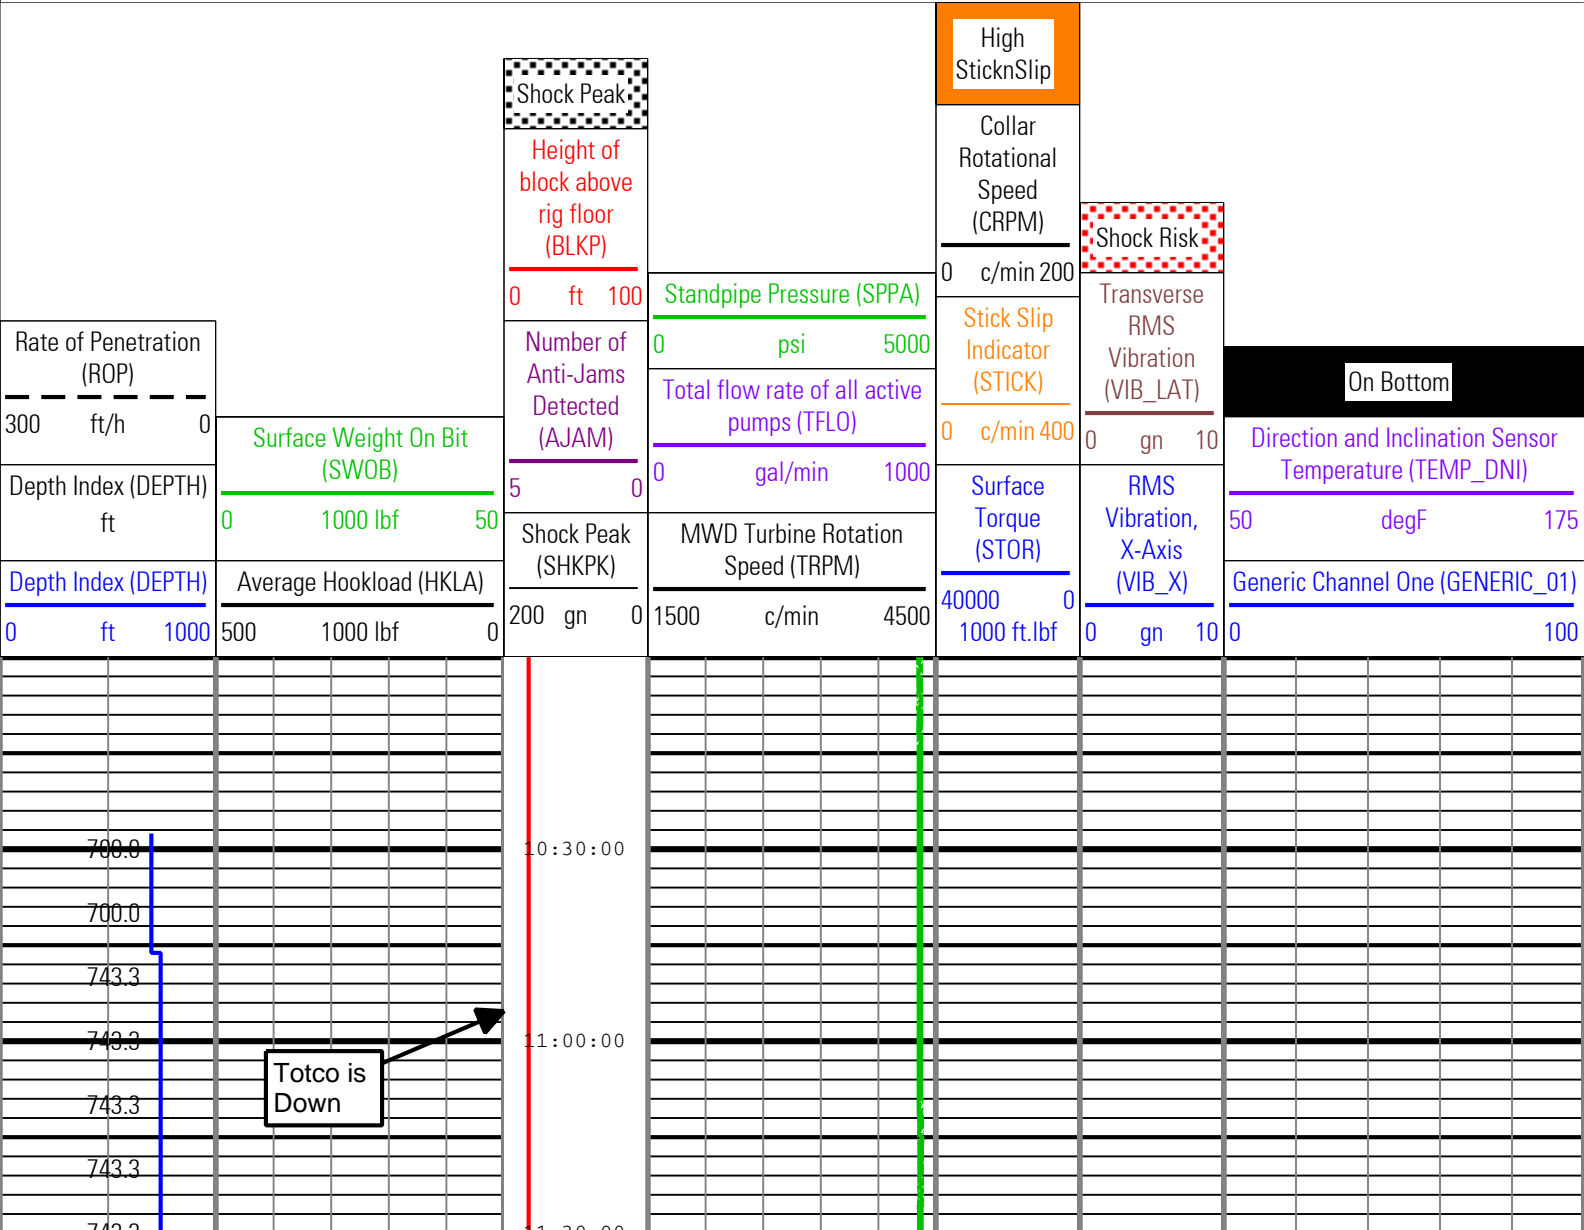 High
SticknSlip
Shock Peak
Collar
Rotational
Speed
(CRPM)
Height of
block above
rig floor
(BLKP)
Shock Risk
0 c/min 200
0 ft 100
Standpipe Pressure (SPPA)
0 psi 5000
Stick Slip
Indicator
(STICK)
0 c/min 400
Transverse
RMS
Vibration
(VIB_LAT)
0 gn 10
Rate of Penetration
(ROP)
300 ft/h 0
Number of
Anti-Jams
Detected
(AJAM)
5 0
Total flow rate of all active
pumps (TFLO)
0 gal/min 1000
On Bottom
Surface Weight On Bit
(SWOB)
0 1000 lbf 50
Direction and Inclination Sensor
Temperature (TEMP_DNI)
50 degF 175
Depth Index (DEPTH)
ft
Surface
Torque
(STOR)
40000 0
1000 ft.lbf
RMS
Vibration,
X-Axis
(VIB_X)
0 gn 10
Shock Peak
(SHKPK)
200 gn 0
MWD Turbine Rotation
Speed (TRPM)
1500 c/min 4500
Depth Index (DEPTH)
0 ft 1000
Average Hookload (HKLA)
500 1000 lbf 0
Generic Channel One (GENERIC_01)
0 100
700.0
10:30:00
700.0
743.3
743.3
11:00:00
Totco is
Down
743.3
743.3